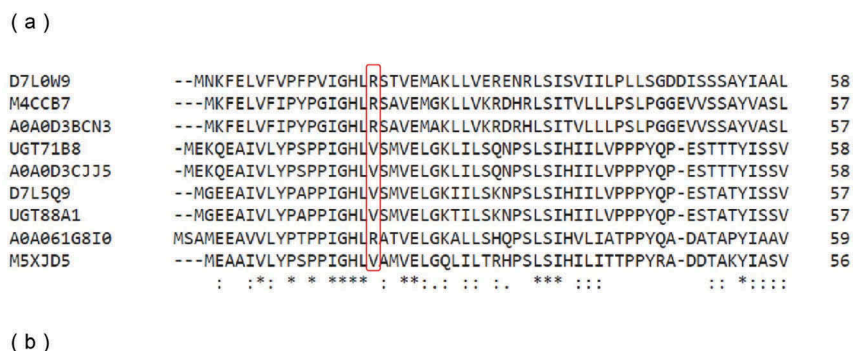 ( a )
D7L0W9 --MNKFELVFVPFPVIGHLRSTVEMAKLLVERENRLSISVIILPLLSGDDISSSAYIAAL 58
M4CCB7 ---MKFELVFIPYPGIGHLRSAVEMGKLLVKRDHRLSITVLLLPSLPGGEVVSSAYVASL 57
A0A0D3BCN3 ---MKFELVFIPYPGIGHLRSAVEMAKLLVKRDRHLSITVLLLPSLPGGEVVSSAYVASL 57
UGT71B8 -MEKQEAIVLYPSPPIGHLVSMVELGKLILSQNPSLSIHIILVPPPYQP-ESTTTYISSV 58
A0A0D3CJJ5 -MEKQEAIVLYPSPPIGHLVSMVELGKLILSQNPSLSIHIILVPPPYQP-ESTTTYISSV 58
D7L5Q9 --MGEEAIVLYPAPPIGHLVSMVELGKIILSKNPSLSIHIILVPPPYQP-ESTATYISSV 57
UGT88A1 --MGEEAIVLYPAPPIGHLVSMVELGKTILSKNPSLSIHIILVPPPYQP-ESTATYISSV 57
A0A061G8I0 MSAMEEAVVLYPTPPIGHLRATVELGKALLSHQPSLSIHVLIATPPYQA-DATAPYIAAV 59
M5XJD5 ---MEAAIVLYPSPPIGHLVAMVELGQLILTRHPSLSIHILITTPPYRA-DDTAKYIASV 56
: :*: * * **** : **:.: :: :. *** ::: :: *::::
( b )